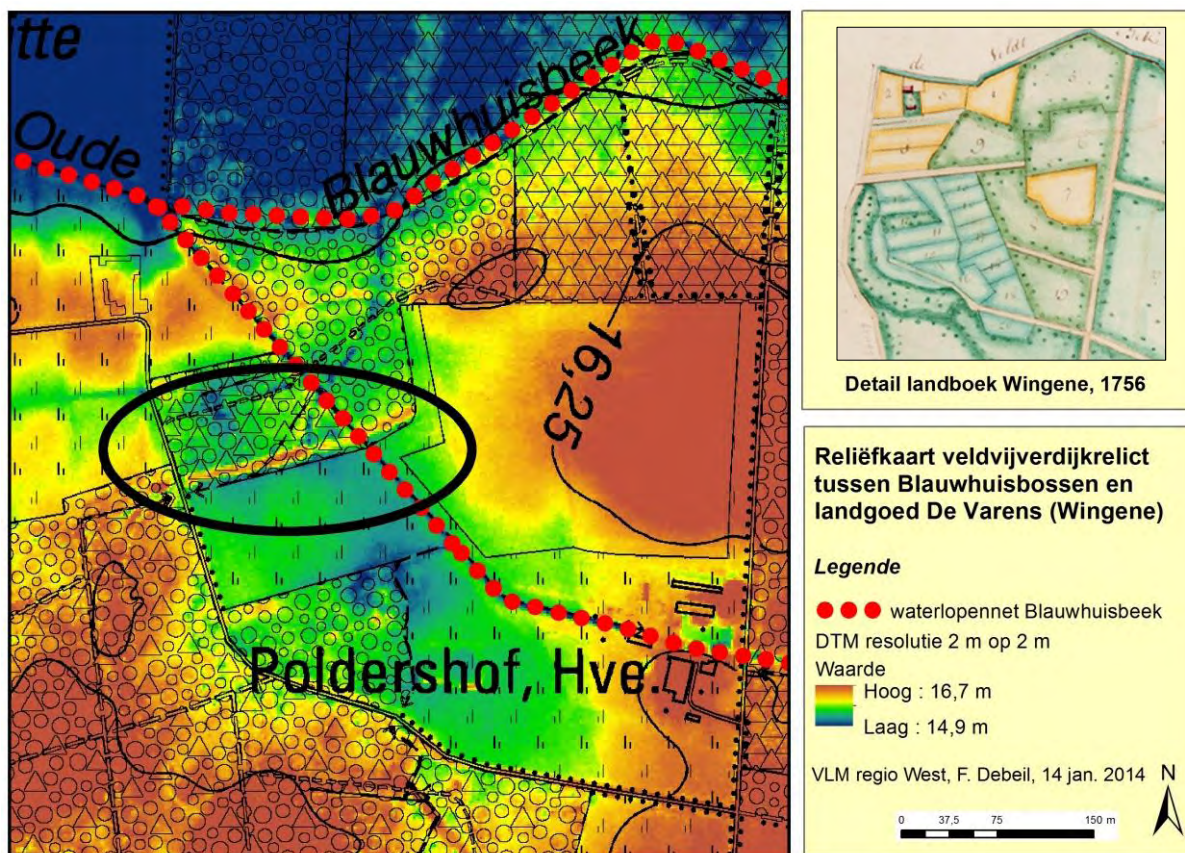 tte
Oude
Blauwhuisbeek
16,25
Poldershof, Hve.
de Veldt
Detail landboek Wingene, 1756
Reliëfkaart veldvijverdijkrelict
tussen Blauwhuisbossen en
landgoed De Varens (Wingene)
Legende
waterlopennet Blauwhuisbeek
DTM resolutie 2 m op 2 m
Waarde
Hoog : 16,7 m
Laag : 14,9 m
VLM regio West, F. Debeil, 14 jan. 2014
N
0 37,5 75 150 m